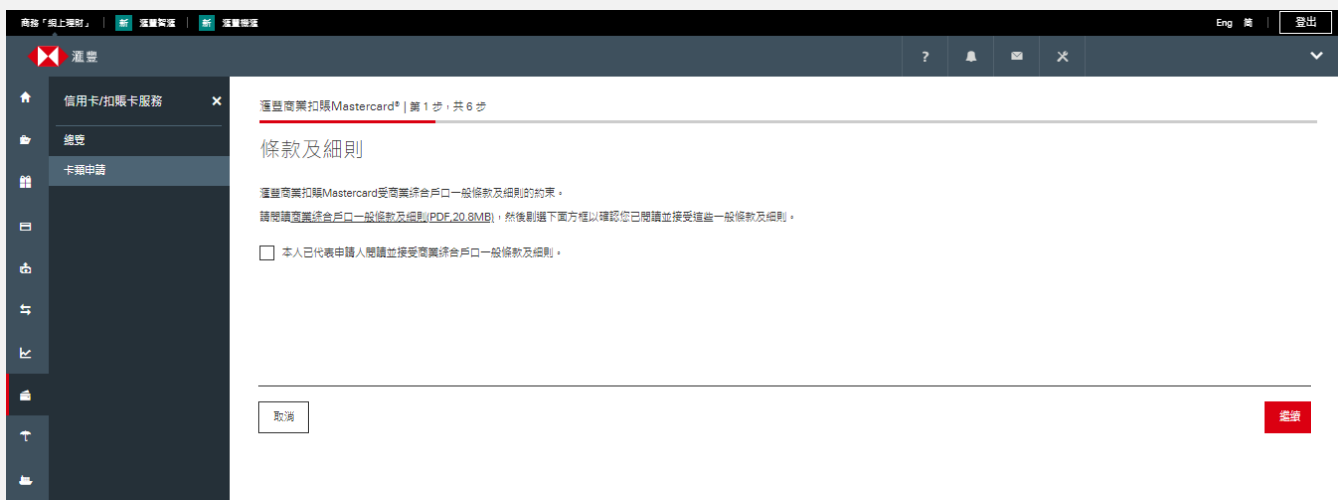 商務「網上理財」 | 新 滙豐智滙 | 新 滙豐機滙
Eng 简 | 登出
滙豐
?
信用卡/扣賬卡服務 ×
總覽
卡類申請
滙豐商業扣賬Mastercard® | 第 1 步，共 6 步
條款及細則
滙豐商業扣賬Mastercard受商業綜合戶口一般條款及細則的約束。
請閱讀商業綜合戶口一般條款及細則(PDF,20.8MB)，然後剔選下面方框以確認您已閱讀並接受這些一般條款及細則。
本人已代表申請人閱讀並接受商業綜合戶口一般條款及細則。
取消
繼續